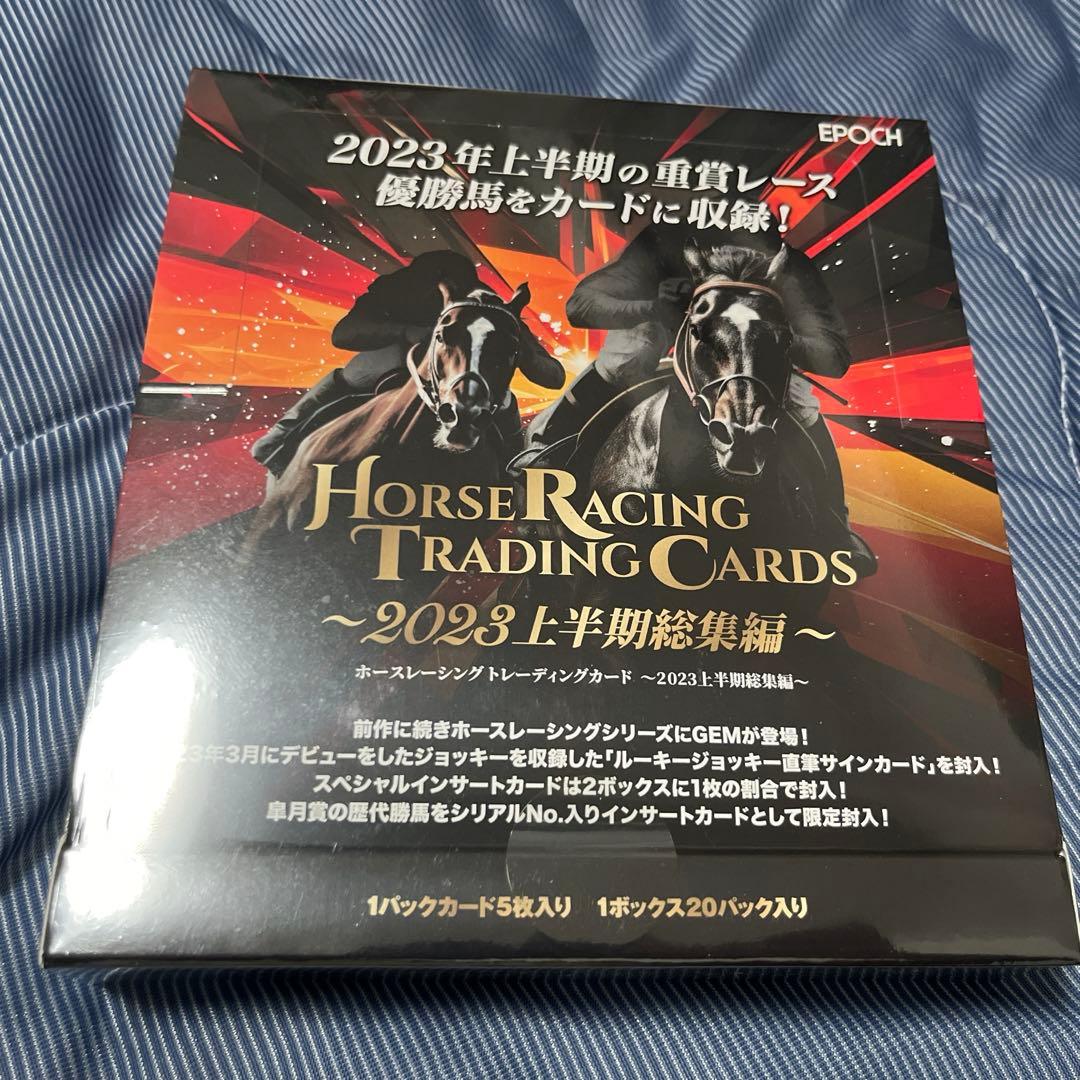 EPOCH
2023年上半期の重賞レース
優勝馬をカードに収録!
HORSE RACING
TRADING CARDS
〜2023上半期総集編〜
ホースレーシング トレーディングカード 〜2023上半期総集編〜
前作に続きホースレーシングシリーズにGEMが登場!
23年3月にデビューをしたジョッキーを収録した「ルーキージョッキー直筆サインカード」を封入!
スペシャルインサートカードは2ボックスに1枚の割合で封入!
皐月賞の歴代勝馬をシリアルNo.入りインサートカードとして限定封入!
1パックカード5枚入り 1ボックス20パック入り